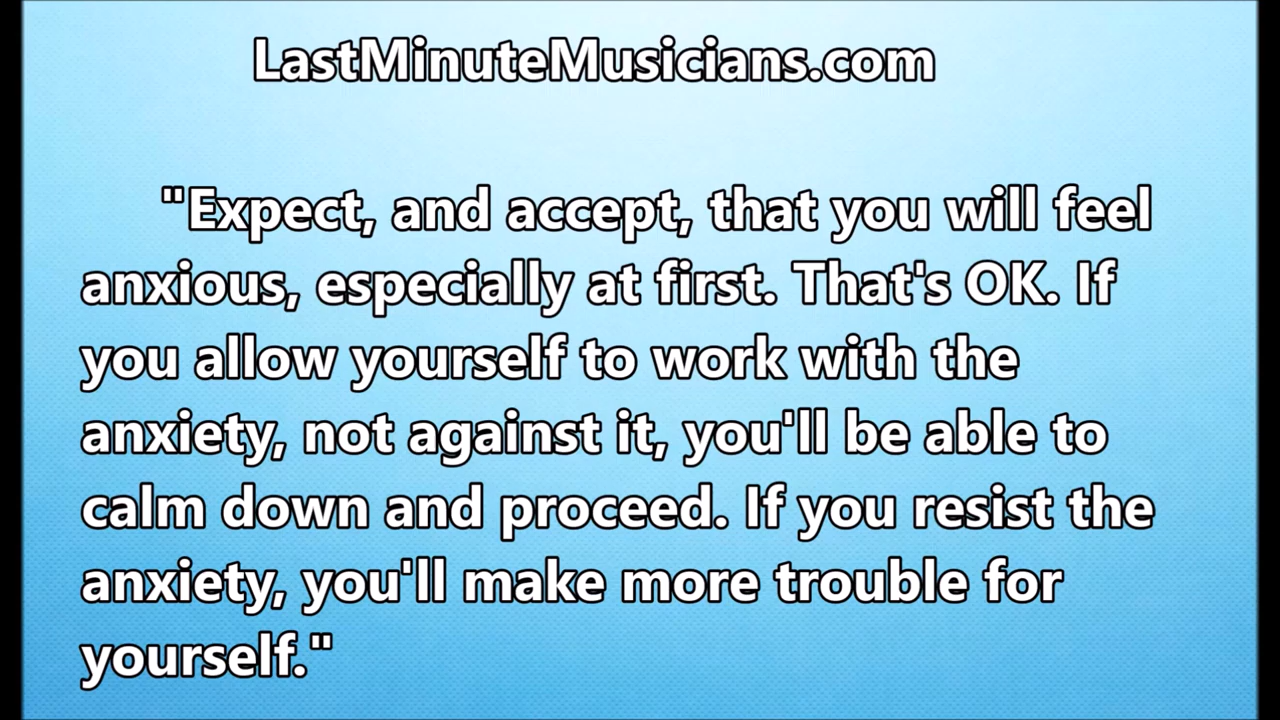 LastMinuteMusicians.com
"Expect, and accept, that you will feel
anxious, especially at first. That's OK. If
you allow yourself to work with the
anxiety, not against it, you'll be able to
calm down and proceed. If you resist the
anxiety, you'll make more trouble for
yourself."